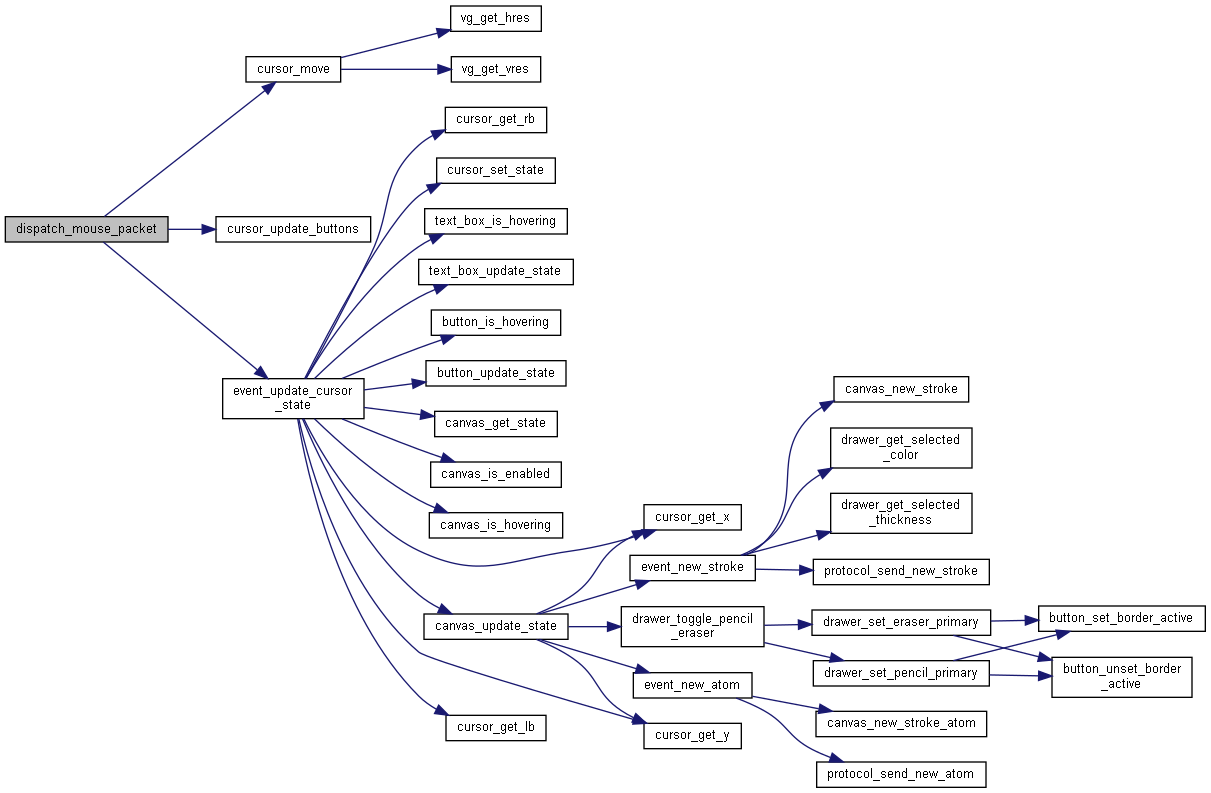 vg_get_hres
cursor_move
vg_get_vres
cursor_get_rb
cursor_set_state
text_box_is_hovering
dispatch_mouse_packet
cursor_update_buttons
text_box_update_state
button_is_hovering
button_update_state
event_update_cursor
_state
canvas_get_state
canvas_is_enabled
canvas_is_hovering
canvas_new_stroke
drawer_get_selected
_color
drawer_get_selected
_thickness
cursor_get_x
event_new_stroke
protocol_send_new_stroke
canvas_update_state
drawer_toggle_pencil
_eraser
drawer_set_eraser_primary
button_set_border_active
drawer_set_pencil_primary
button_unset_border
_active
event_new_atom
canvas_new_stroke_atom
cursor_get_lb
cursor_get_y
protocol_send_new_atom